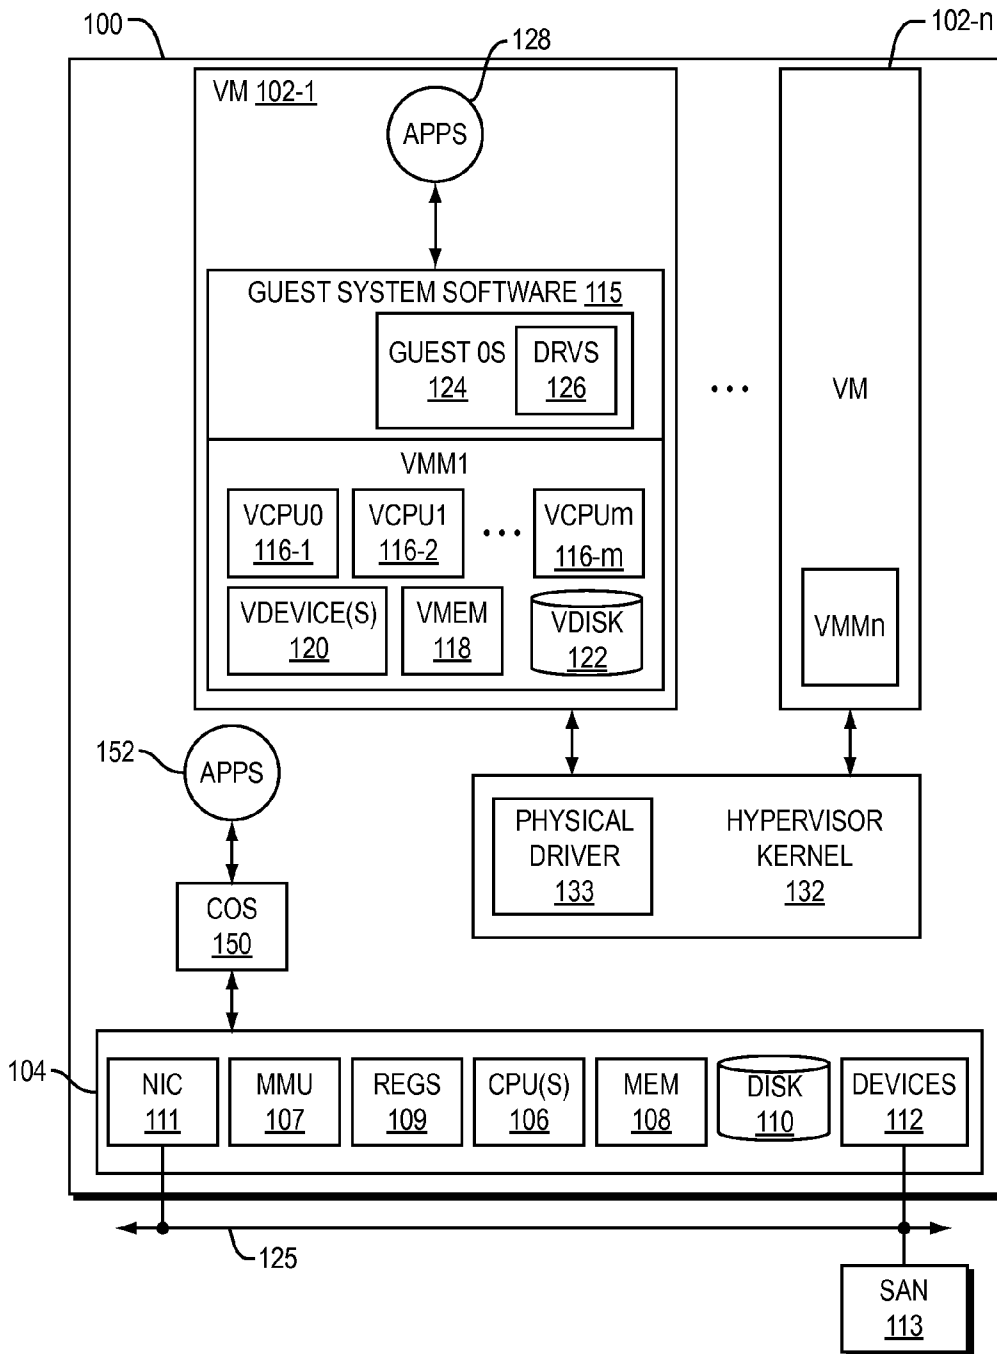 100
128
102-n
VM 102-1
APPS
GUEST SYSTEM SOFTWARE 115
GUEST 0S
124
DRVS
126
...
VM
VMM1
VCPU0
116-1
VCPU1
116-2
...
VCPUm
116-m
VDEVICE(S)
120
VMEM
118
VDISK
122
VMMn
152
APPS
PHYSICAL
DRIVER
133
HYPERVISOR
KERNEL
132
COS
150
104
NIC
111
MMU
107
REGS
109
CPU(S)
106
MEM
108
DISK
110
DEVICES
112
125
SAN
113